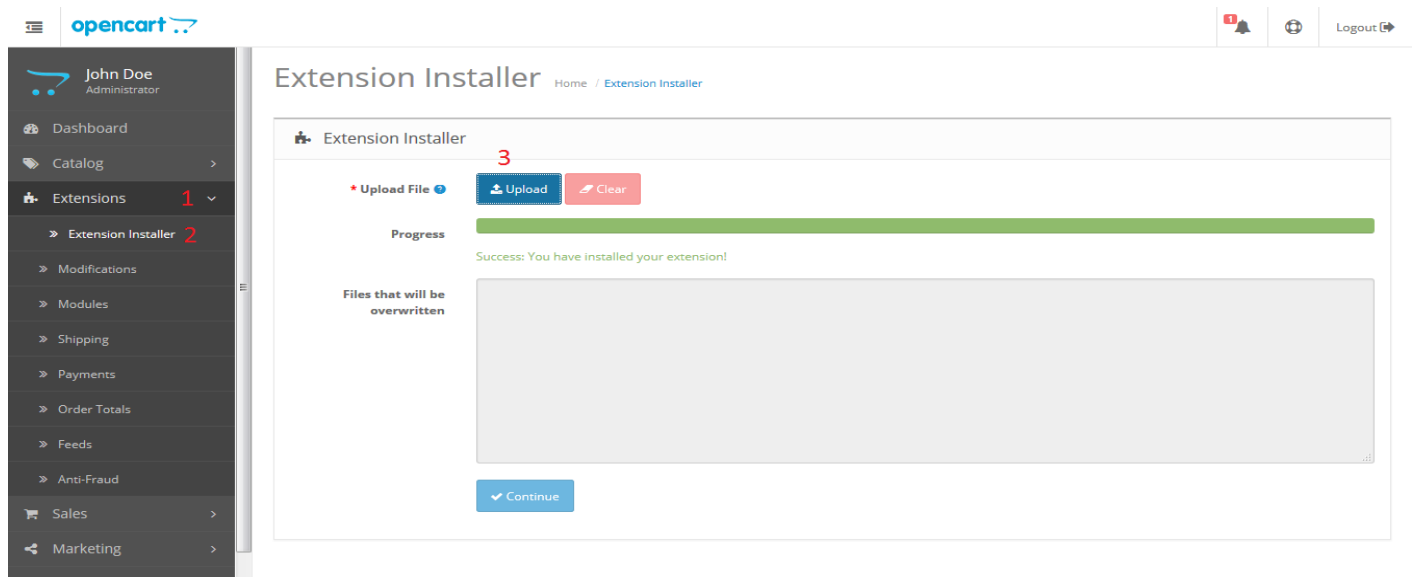 opencart
1
Logout
John Doe
Administrator
Dashboard
Catalog
Extensions 1
Extension Installer 2
Modifications
Modules
Shipping
Payments
Order Totals
Feeds
Anti-Fraud
Sales
Marketing
Extension Installer Home / Extension Installer
Extension Installer
3
* Upload File ? Upload Clear
Progress
Success: You have installed your extension!
Files that will be
overwritten
Continue